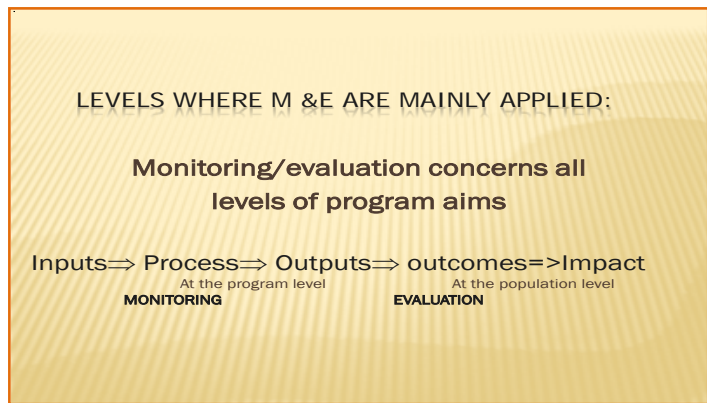 LEVELS WHERE M &E ARE MAINLY APPLIED:
Monitoring/evaluation concerns all
levels of program aims
Inputs⇒ Process⇒ Outputs⇒ outcomes=>Impact
At the program level At the population level
MONITORING EVALUATION